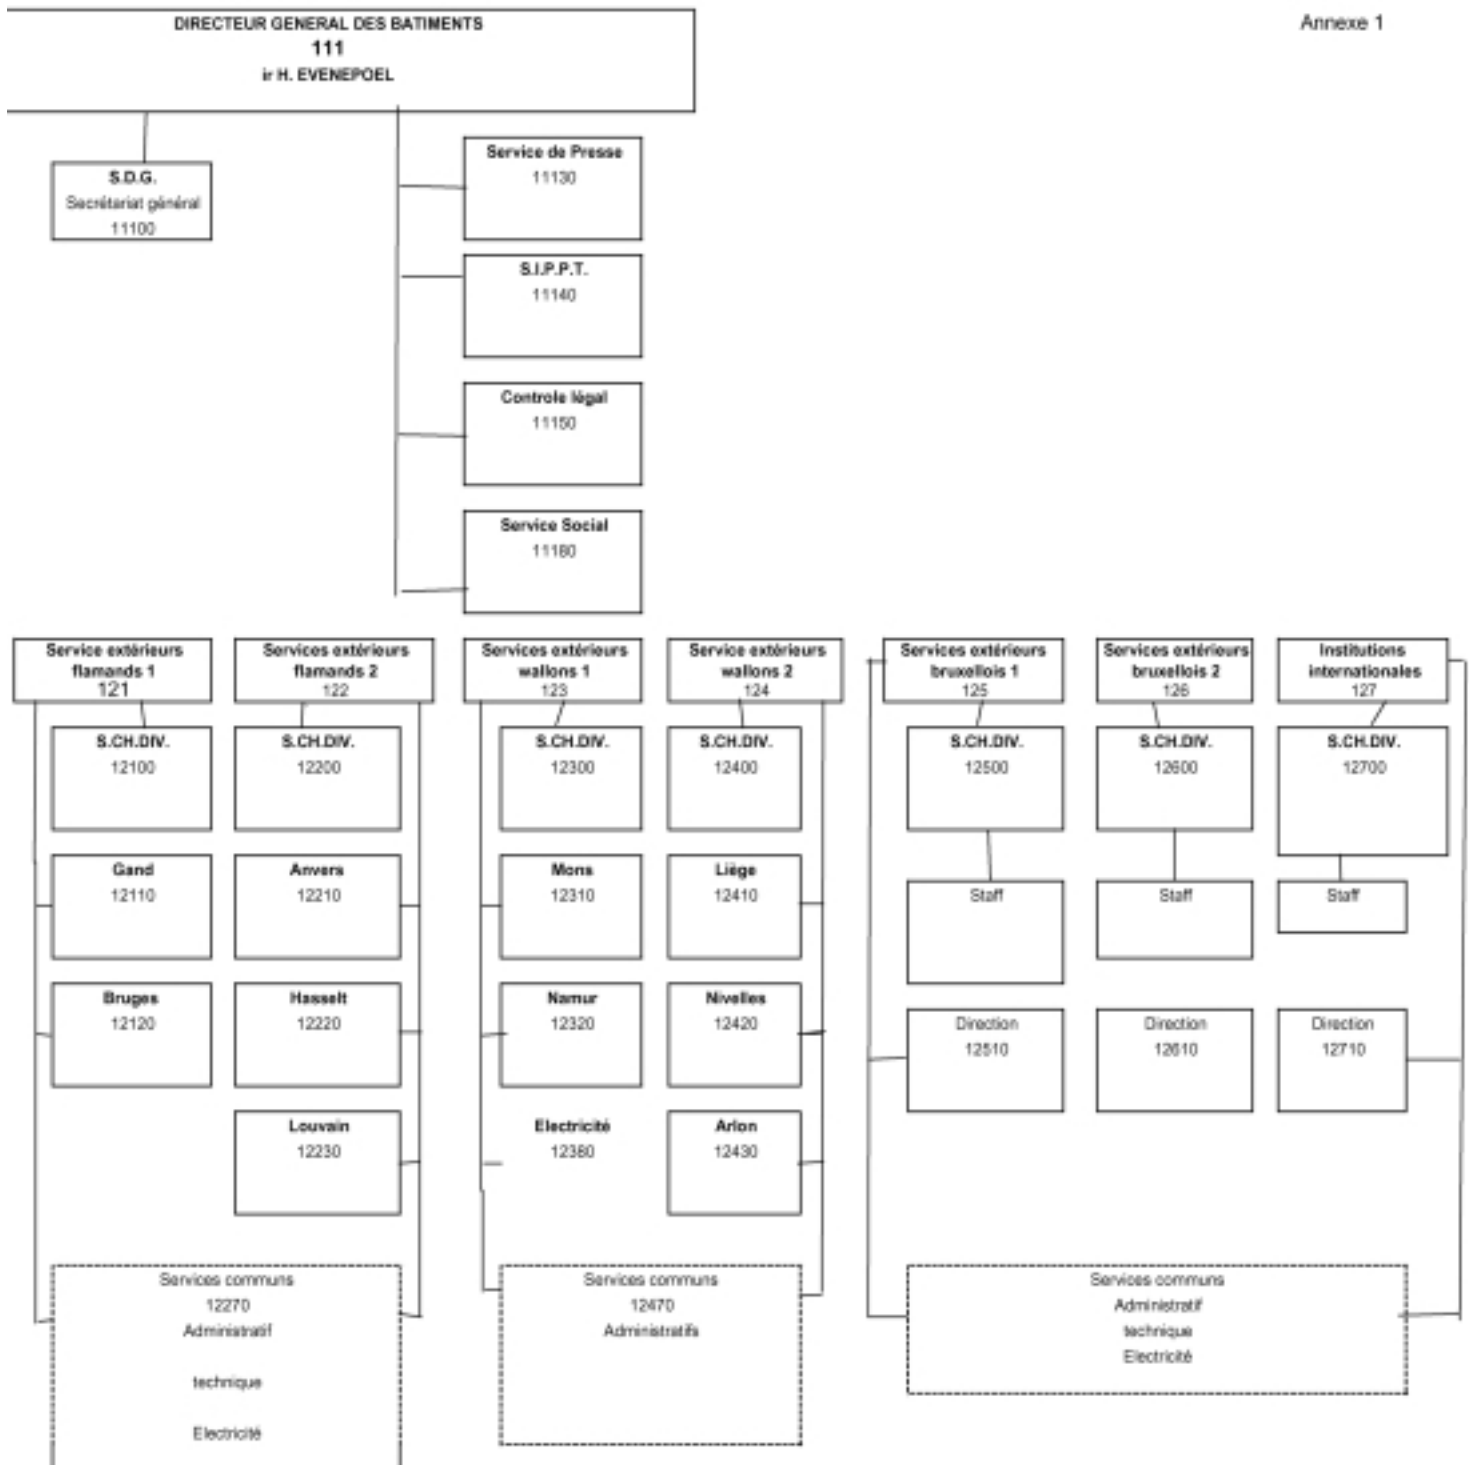 Annexe 1
DIRECTEUR GENERAL DES BATIMENTS
111
ir H. EVENEPOEL
S.D.G.
Secrétariat général
11100
Service de Presse
11130
S.I.P.P.T.
11140
Controle légal
11150
Service Social
11180
Service extérieurs
flamands 1
121
S.CH.DIV.
12100
Gand
12110
Bruges
12120
Services extérieurs
flamands 2
122
S.CH.DIV.
12200
Anvers
12210
Hasselt
12220
Louvain
12230
Services communs
12270
Administratif
technique
Electricité
Services extérieurs
wallons 1
123
S.CH.DIV.
12300
Mons
12310
Namur
12320
Electricité
12380
Service extérieurs
wallons 2
124
S.CH.DIV.
12400
Liège
12410
Nivelles
12420
Arlon
12430
Services communs
12470
Administratifs
Services extérieurs
bruxellois 1
125
S.CH.DIV.
12500
Staff
Direction
12510
Services extérieurs
bruxellois 2
126
S.CH.DIV.
12600
Staff
Direction
12610
Institutions
internationales
127
S.CH.DIV.
12700
Staff
Direction
12710
Services communs
Administratif
technique
Electricité